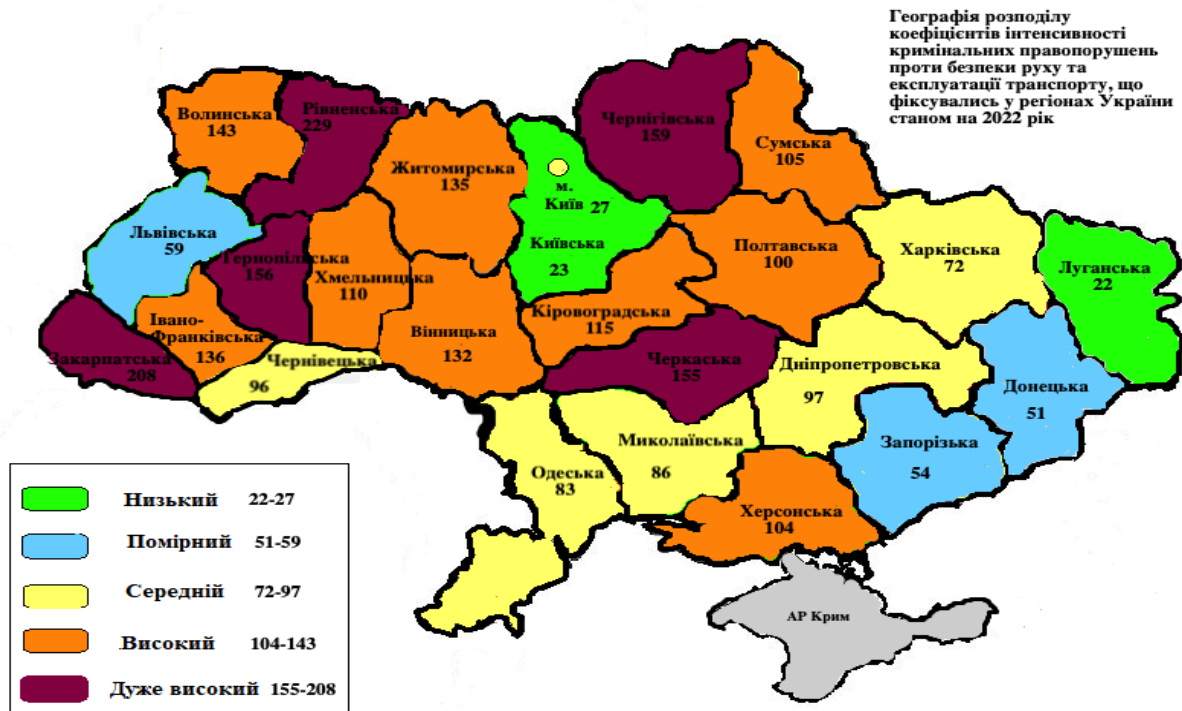 Географія розподілу
коефіцієнтів інтенсивності
кримінальних правопорушень
проти безпеки руху та
експлуатації транспорту, що
фіксувались у регіонах України
станом на 2022 рік
Волинська
143
Рівненська
229
Житомирська
135
м.
Київ 27
Київська
23
Чернігівська
159
Сумська
105
Львівська
59
Тернопільська
156
Хмельницька
110
Вінницька
132
Кіровоградська
115
Полтавська
100
Харківська
72
Луганська
22
Івано-
Франківська
136
Закарпатська
208
Чернівецька
96
Черкаська
155
Дніпропетровська
97
Донецька
51
Запорізька
54
Миколаївська
86
Одеська
83
Херсонська
104
АР Крим
Низький 22-27
Помірний 51-59
Середній 72-97
.Високий 104-143
Дуже високий 155-208